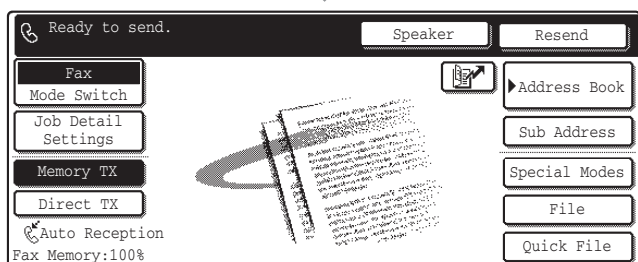 Ready to send.
Speaker
Resend
Fax
Mode Switch
Job Detail
Settings
Memory TX
Direct TX
Auto Reception
Fax Memory:100%
Address Book
Sub Address
Special Modes
File
Quick File